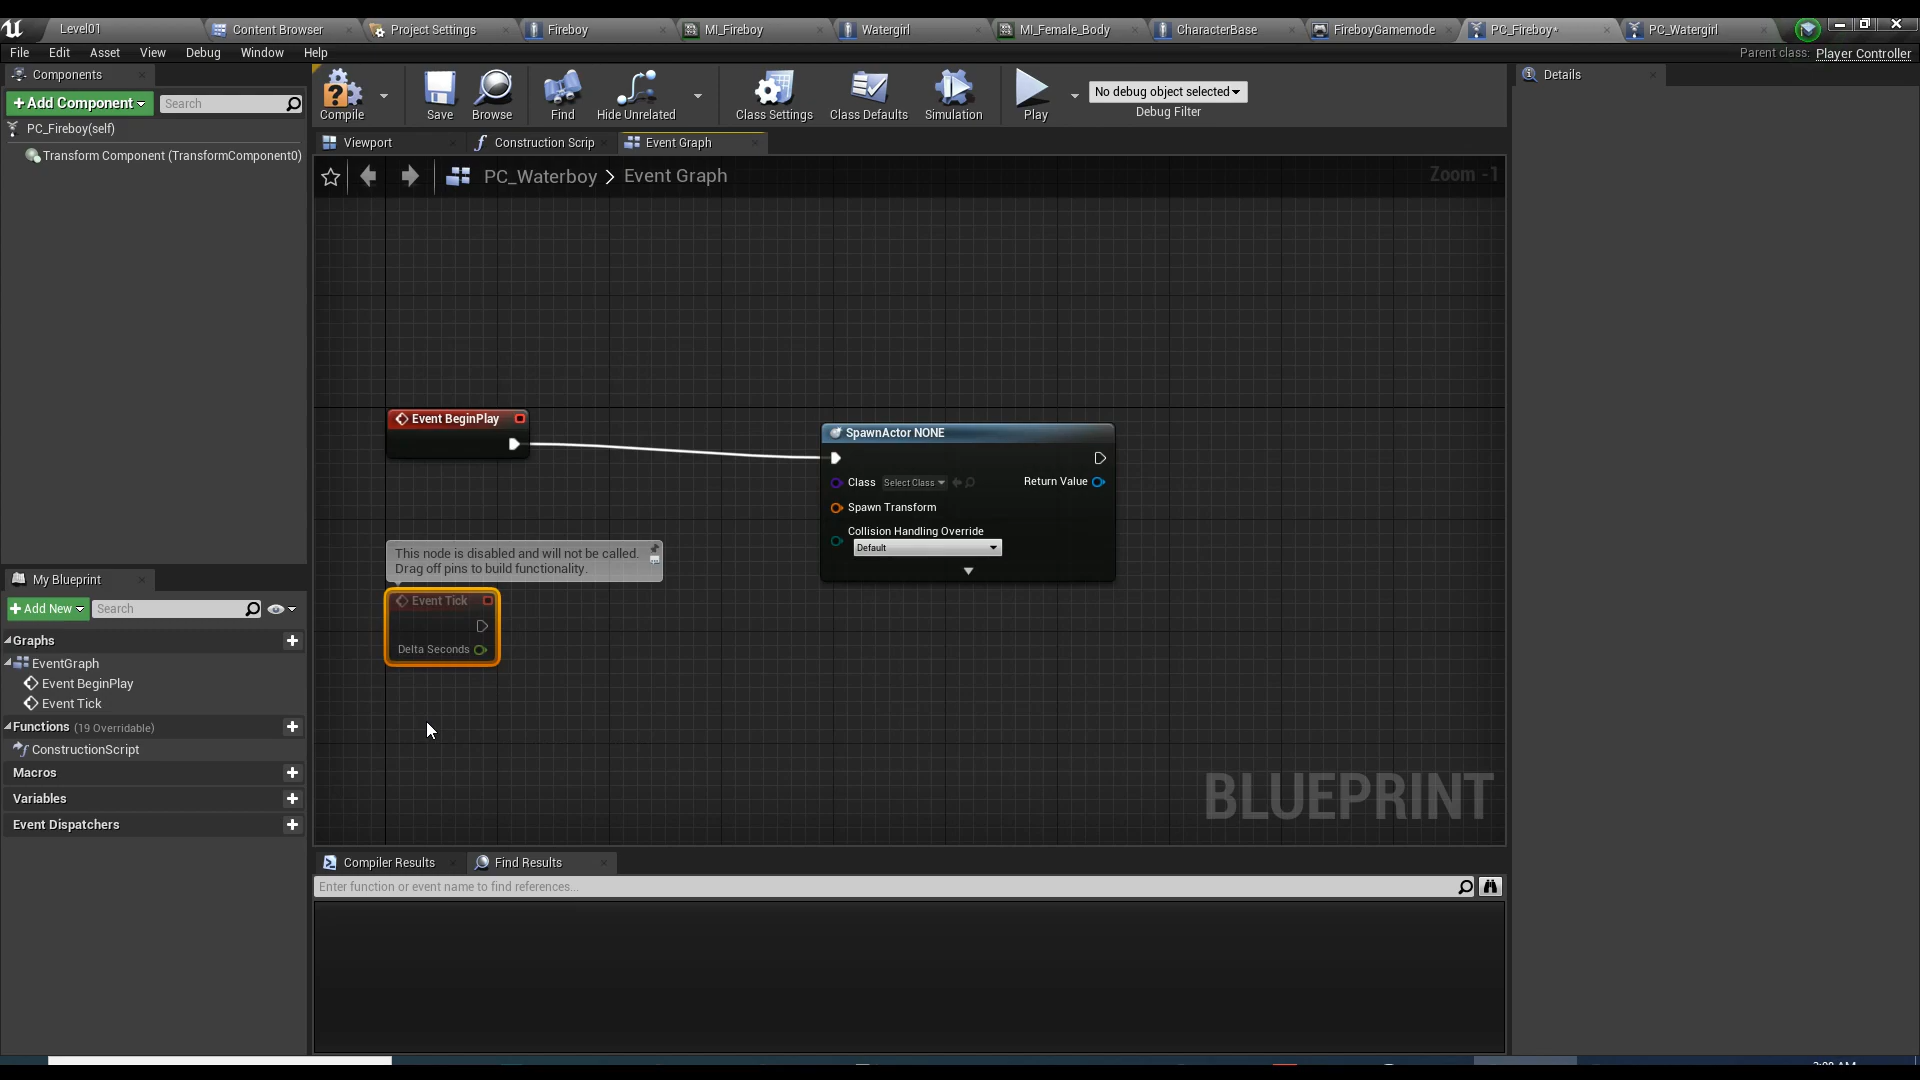 Level01
Content Browser
Project Settings
Fireboy
MI_Fireboy
Watergirl
MI_Female_Body
CharacterBase
FireboyGamemode
PC_Fireboy*
PC_Watergirl
File Edit Asset View Debug Window Help
Parent class: Player Controller
Components
+Add Component
Search
PC_Fireboy(self)
Transform Component (TransformComponent0)
Compile
Save
Browse
Find
Hide Unrelated
Class Settings
Class Defaults
Simulation
Play
No debug object selected
Debug Filter
Details
Viewport
Construction Scrip
Event Graph
PC_Waterboy > Event Graph
Zoom -1
Event BeginPlay
SpawnActor NONE
Class Select Class
Return Value
Spawn Transform
Collision Handling Override
Default
This node is disabled and will not be called.
Drag off pins to build functionality.
Event Tick
Delta Seconds
BLUEPRINT
My Blueprint
+Add New
Search
Graphs
EventGraph
Event BeginPlay
Event Tick
Functions (19 Overridable)
ConstructionScript
Macros
Variables
Event Dispatchers
Compiler Results
Find Results
Enter function or event name to find references...